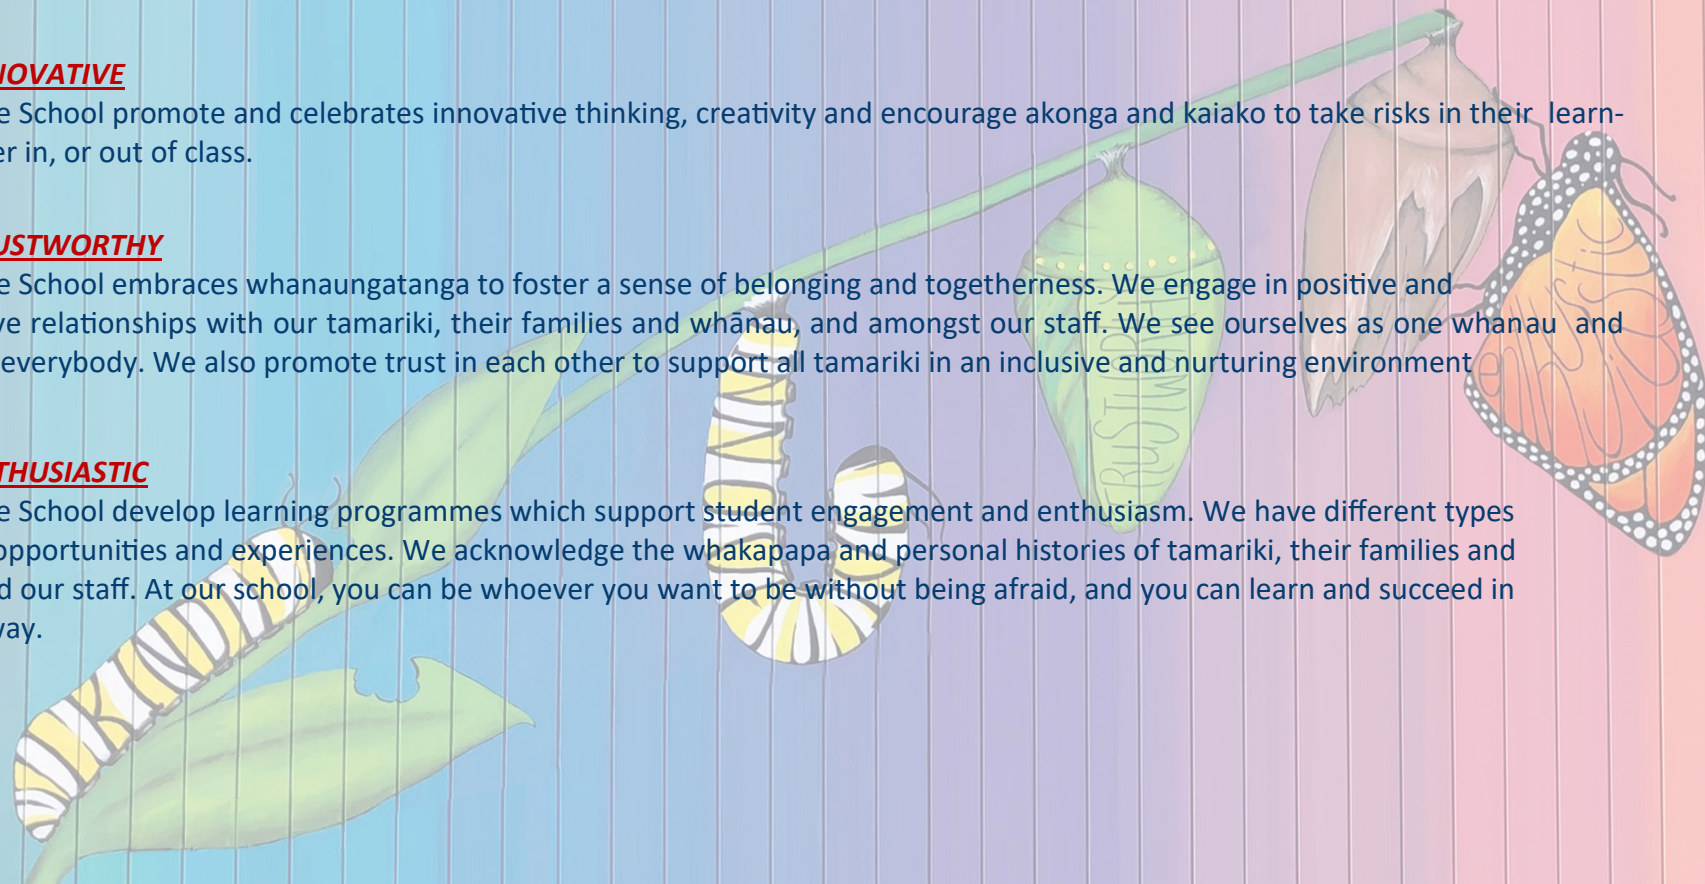 NOVATIVE
e School promote and celebrates innovative thinking, creativity and encourage akonga and kaiako to take risks in their learn-
er in, or out of class.
USTWORTHY
e School embraces whanaungatanga to foster a sense of belonging and togetherness. We engage in positive and
ve relationships with our tamariki, their families and whānau, and amongst our staff. We see ourselves as one whanau and
everybody. We also promote trust in each other to support all tamariki in an inclusive and nurturing environment
THUSIASTIC
e School develop learning programmes which support student engagement and enthusiasm. We have different types
opportunities and experiences. We acknowledge the whakapapa and personal histories of tamariki, their families and
d our staff. At our school, you can be whoever you want to be without being afraid, and you can learn and succeed in
way.
KIND
TRUSTWORTHY